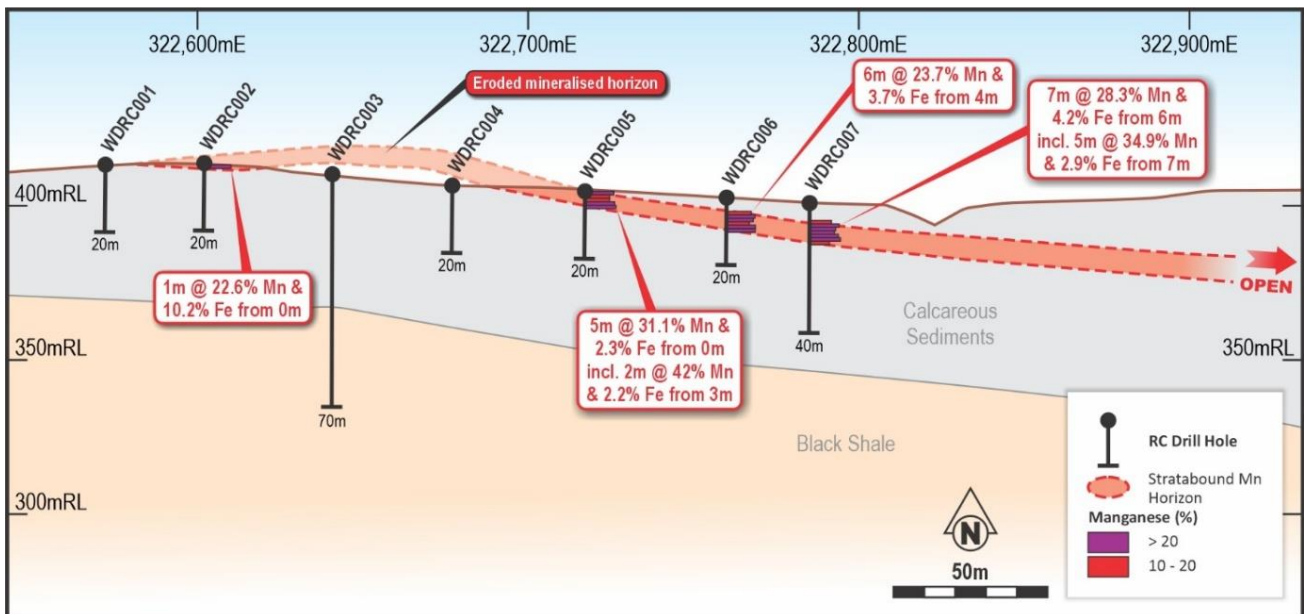 322,600mE
322,700mE
322,800mE
322,900mE
Eroded mineralised horizon
6m @ 23.7% Mn &
3.7% Fe from 4m
7m @ 28.3% Mn &
4.2% Fe from 6m
incl. 5m @ 34.9% Mn
& 2.9% Fe from 7m
WDRC001
WDRC002
WDRC003
WDRC004
WDRC005
WDRC006
WDRC007
400mRL
20m
20m
20m
20m
20m
1m @ 22.6% Mn &
10.2% Fe from 0m
OPEN
5m @ 31.1% Mn &
2.3% Fe from 0m
incl. 2m @ 42% Mn
& 2.2% Fe from 3m
Calcareous
Sediments
40m
350mRL
350mRL
70m
Black Shale
300mRL
N
50m
RC Drill Hole
Stratabound Mn
Horizon
Manganese (%)
> 20
10 - 20